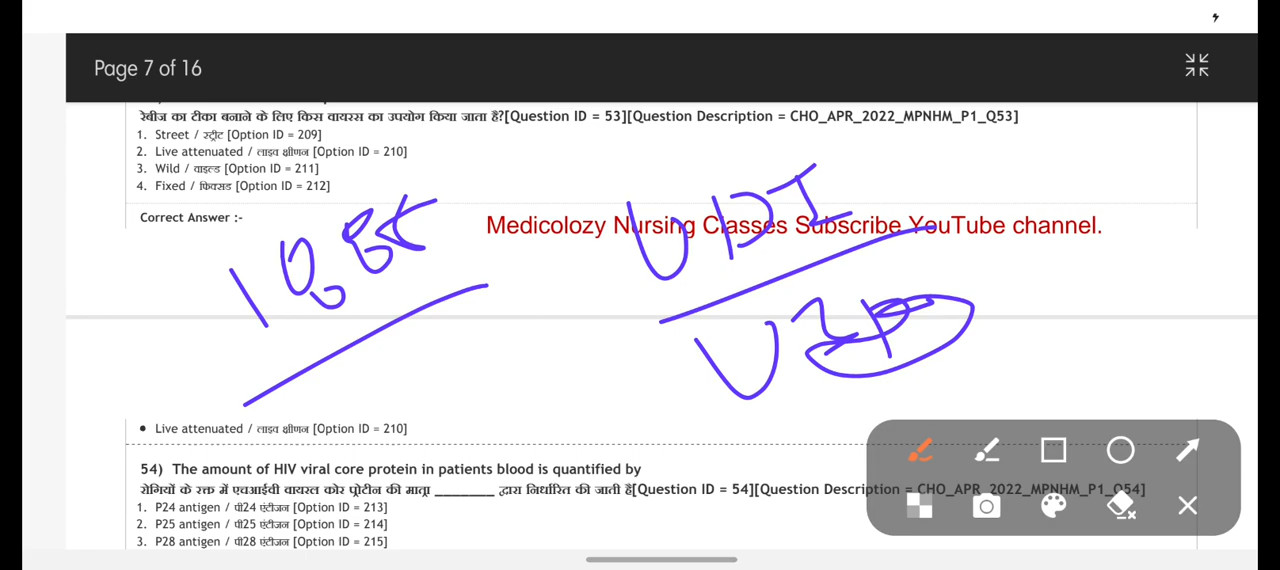 Page 7 of 16
रेबीज का टीका बनाने के लिए किस वायरस का उपयोग किया जाता है?[Question ID = 53][Question Description = CHO_APR_2022_MPNHM_P1_Q53]
1. Street / स्ट्रीट [Option ID = 209]
2. Live attenuated / लाइव क्षीणन [Option ID = 210]
3. Wild / वाइल्ड [Option ID = 211]
4. Fixed / फिक्सड [Option ID = 212]
Correct Answer :-
Medicolozy Nursing Classes Subscribe YouTube channel.
• Live attenuated / लाइव क्षीणन [Option ID = 210]
54) The amount of HIV viral core protein in patients blood is quantified by
रोगियों के रक्त में एचआईवी वायरल कोर प्रोटीन की मात्रा _______ द्वारा निर्धारित की जाती है[Question ID = 54][Question Description = CHO_APR_2022_MPNHM_P1_Q54]
1. P24 antigen / पी24 एंटीजन [Option ID = 213]
2. P25 antigen / पी25 एंटीजन [Option ID = 214]
3. P28 antigen / पी28 एंटीजन [Option ID = 215]